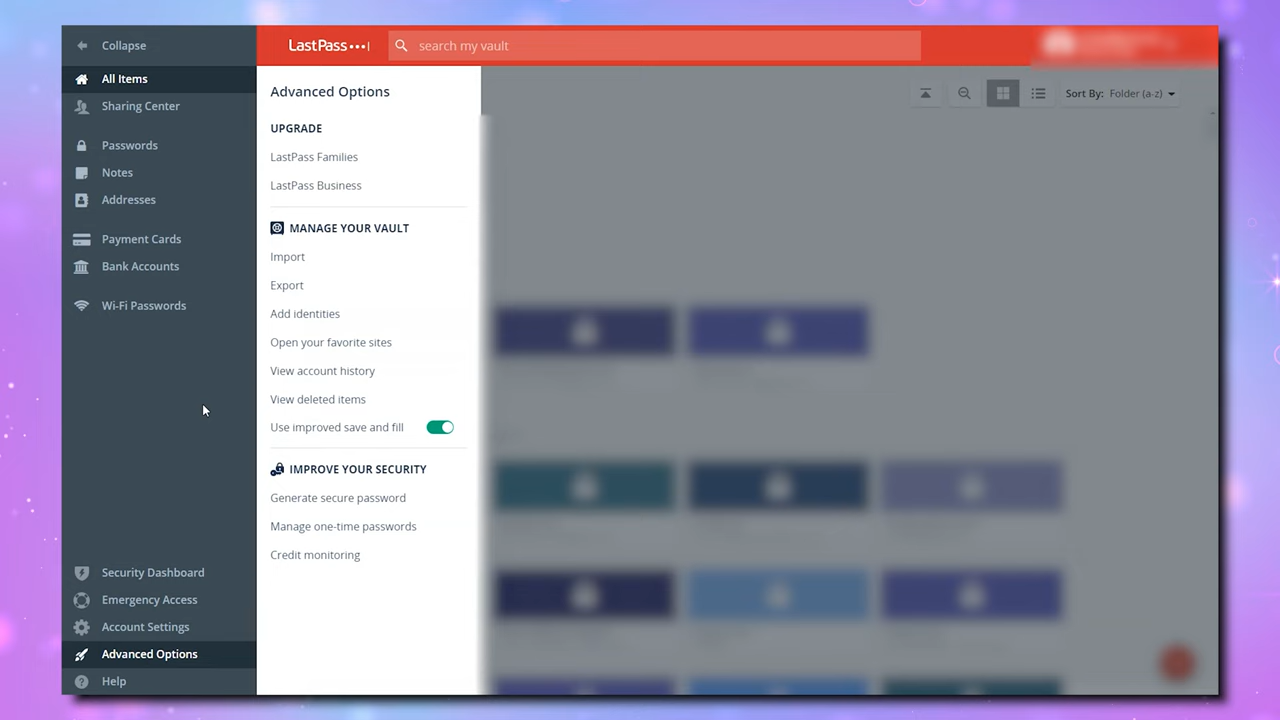 Collapse
All Items
Sharing Center
Passwords
Notes
Addresses
Payment Cards
Bank Accounts
Wi-Fi Passwords
Security Dashboard
Emergency Access
Account Settings
Advanced Options
Help
LastPass
search my vault
Advanced Options
UPGRADE
LastPass Families
LastPass Business
MANAGE YOUR VAULT
Import
Export
Add identities
Open your favorite sites
View account history
View deleted items
Use improved save and fill
IMPROVE YOUR SECURITY
Generate secure password
Manage one-time passwords
Credit monitoring
Sort By: Folder (a-z)